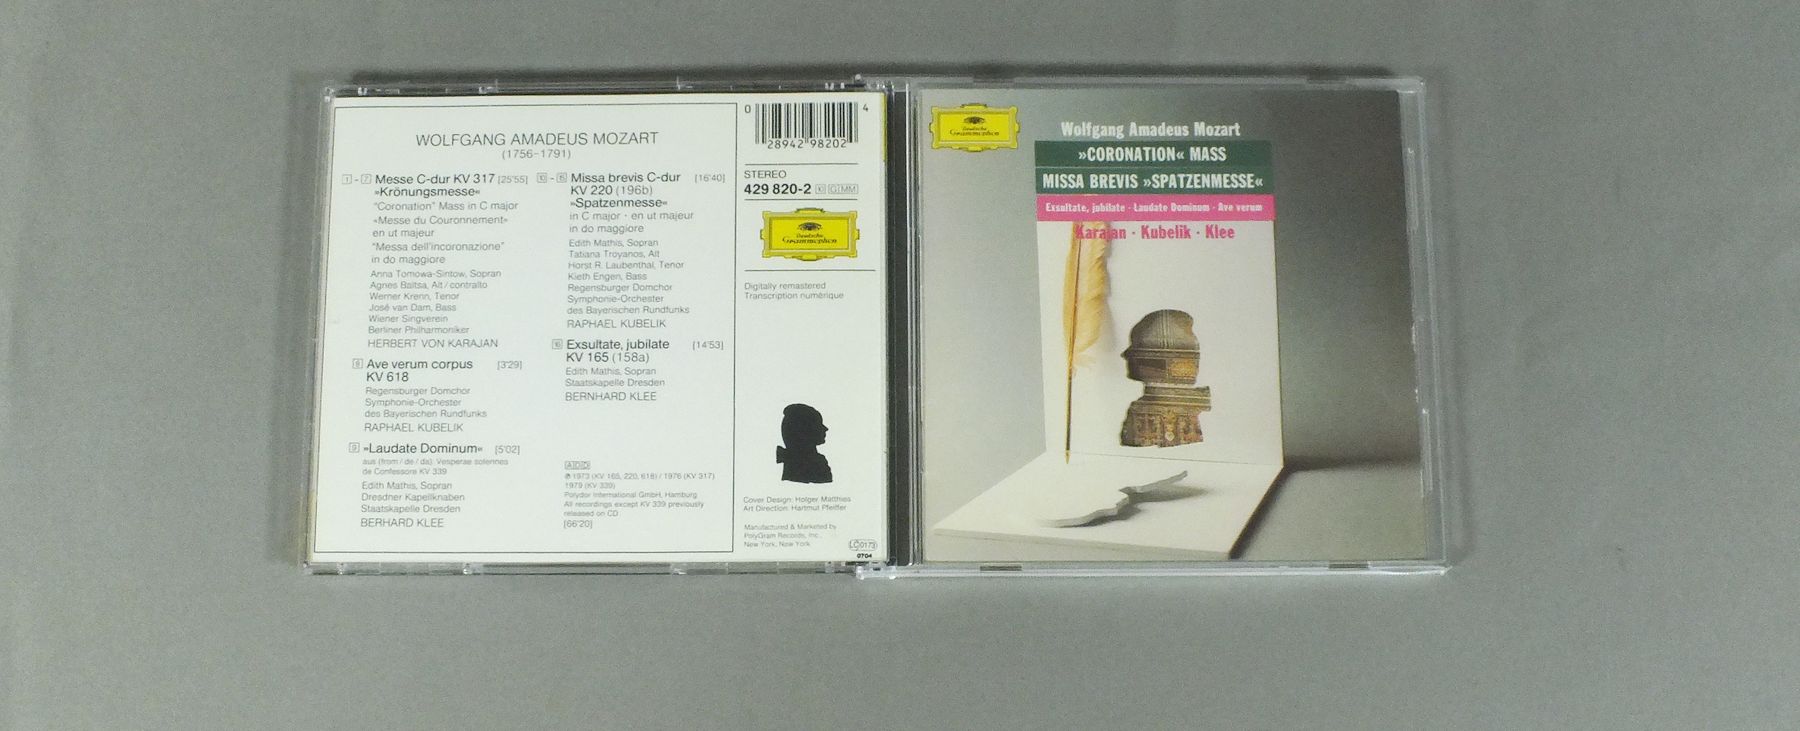 WOLFGANG AMADEUS MOZART
(1756-1791)
1 - 7 Messe C-dur KV 317 [25'55]
»Krönungsmesse«
"Coronation" Mass in C major
«Messe du Couronnement»
en ut majeur
"Messa dell'incoronazione"
in do maggiore
Anna Tomowa-Sintow, Sopran
Agnes Baltsa, Alt / contralto
Werner Krenn, Tenor
José van Dam, Bass
Wiener Singverein
Berliner Philharmoniker
HERBERT VON KARAJAN
8 Ave verum corpus [3'29]
KV 618
Regensburger Domchor
Symphonie-Orchester
des Bayerischen Rundfunks
RAPHAEL KUBELIK
9 »Laudate Dominum« [5'02]
aus (from / de / da): Vesperae solennes
de Confessore KV 339
Edith Mathis, Sopran
Dresdner Kapellknaben
Staatskapelle Dresden
BERHARD KLEE
10 - 15 Missa brevis C-dur [16'40]
KV 220 (196b)
»Spatzenmesse«
in C major · en ut majeur
in do maggiore
Edith Mathis, Sopran
Tatiana Troyanos, Alt
Horst R. Laubenthal, Tenor
Kieth Engen, Bass
Regensburger Domchor
Symphonie-Orchester
des Bayerischen Rundfunks
RAPHAEL KUBELIK
16 Exsultate, jubilate [14'53]
KV 165 (158a)
Edith Mathis, Sopran
Staatskapelle Dresden
BERNHARD KLEE
ADD
℗ 1973 (KV 165, 220, 618) / 1976 (KV 317)
1979 (KV 339)
Polydor International GmbH, Hamburg
All recordings except KV 339 previously
released on CD
[66'20]
0 28942 98202 4
STEREO
429 820-2 GIMM
Deutsche
Grammophon
Digitally remastered
Transcription numérique
Cover Design: Holger Matthies
Art Direction: Hartmut Pfeiffer
Manufactured & Marketed by
PolyGram Records, Inc.,
New York, New York
LC 0173
0704
Deutsche
Grammophon
Wolfgang Amadeus Mozart
»CORONATION« MASS
MISSA BREVIS »SPATZENMESSE«
Exsultate, jubilate · Laudate Dominum · Ave verum
Karajan · Kubelik · Klee